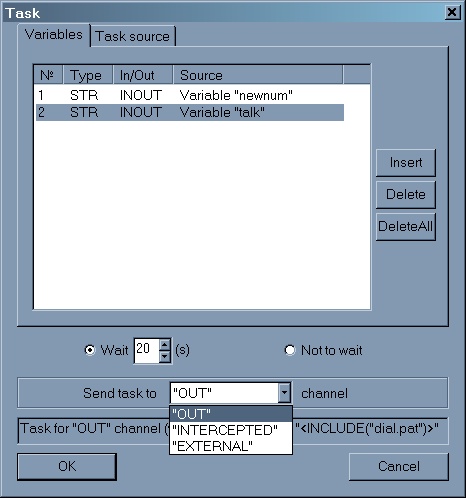 Task
Variables Task source
№ Type In/Out Source
1 STR INOUT Variable "newnum"
2 STR INOUT Variable "talk"
Insert
Delete
DeleteAll
Wait 20 (s) Not to wait
Send task to "OUT" channel
"OUT"
"INTERCEPTED"
"EXTERNAL"
Task for "OUT" channel ( "<INCLUDE("dial.pat")>"
OK Cancel